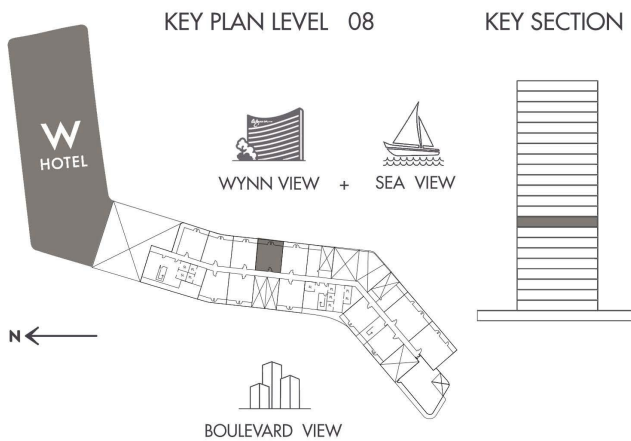 KEY PLAN LEVEL 08
KEY SECTION
W
HOTEL
WYNN VIEW + SEA VIEW
N
BOULEVARD VIEW